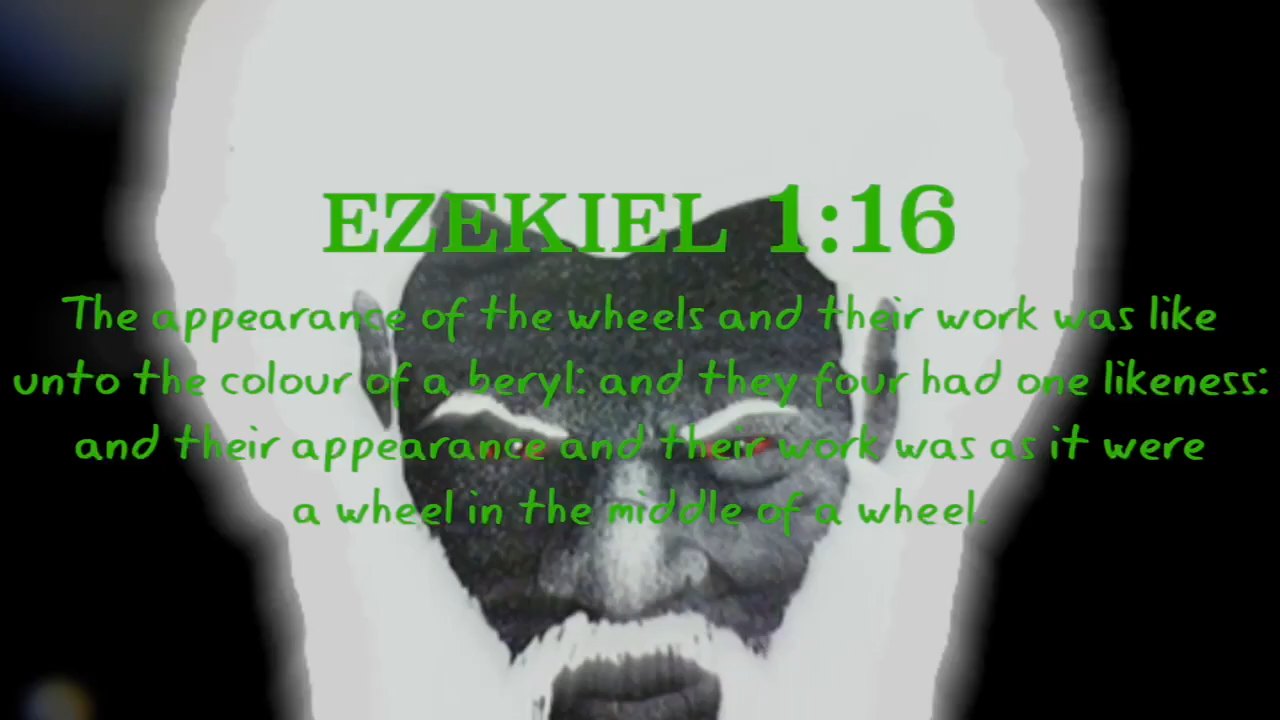 EZEKIEL 1:16
The appearance of the wheels and their work was like
unto the colour of a beryl: and they four had one likeness:
and their appearance and their work was as it were
a wheel in the middle of a wheel.